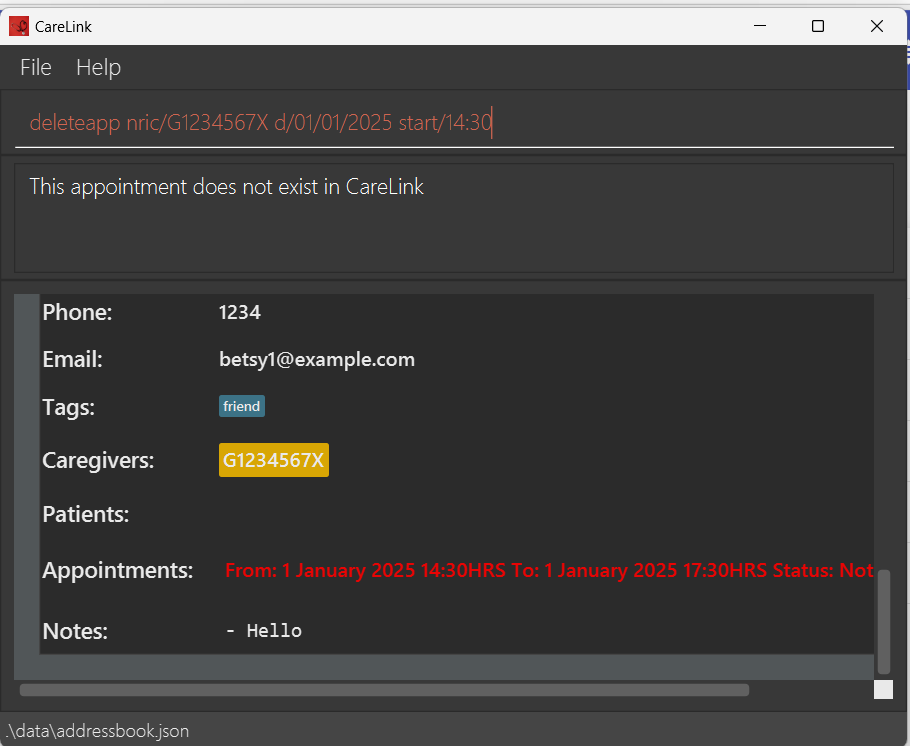 CareLink
File Help
deleteapp nric/G1234567X d/01/01/2025 start/14:30
This appointment does not exist in CareLink
Phone: 1234
Email: betsy1@example.com
Tags: friend
Caregivers: G1234567X
Patients:
Appointments: From: 1 January 2025 14:30HRS To: 1 January 2025 17:30HRS Status: Not
Notes: - Hello
.\data\addressbook.json